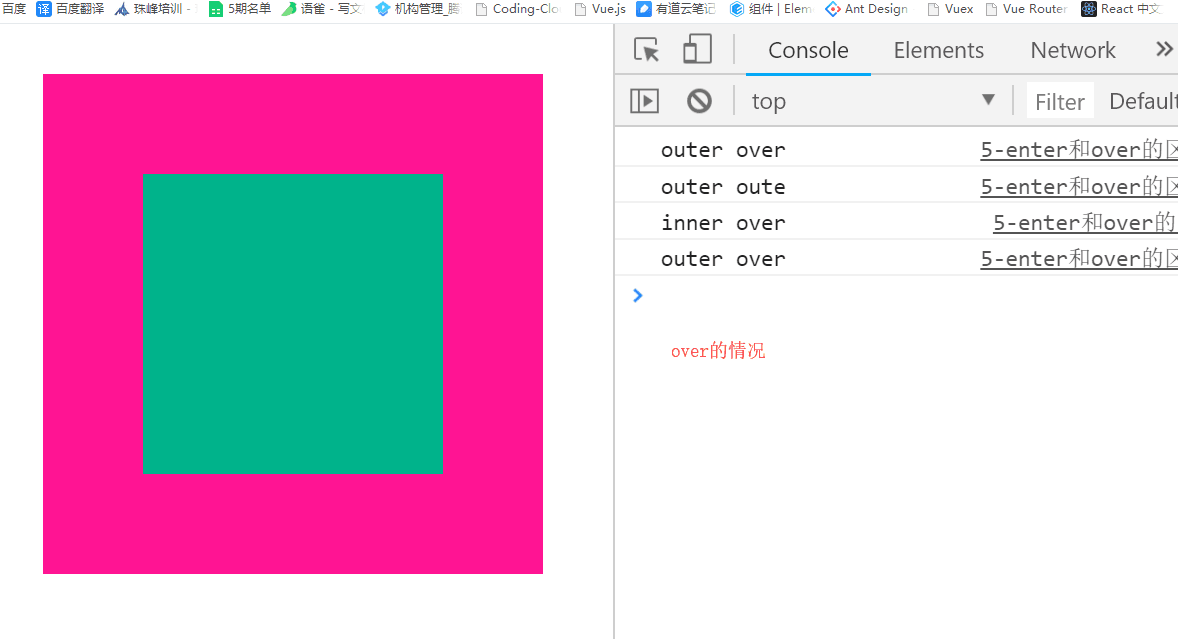 百度 译 百度翻译 珠峰培训 - 5期名单 语雀 - 写文 机构管理_腾 Coding-Clo Vue.js 有道云笔记 组件 | Elem Ant Design Vuex Vue Router React 中文
Console Elements Network
top Filter Default
outer over 5-enter和over的区
outer oute 5-enter和over的区
inner over 5-enter和over的
outer over 5-enter和over的区
over的情况